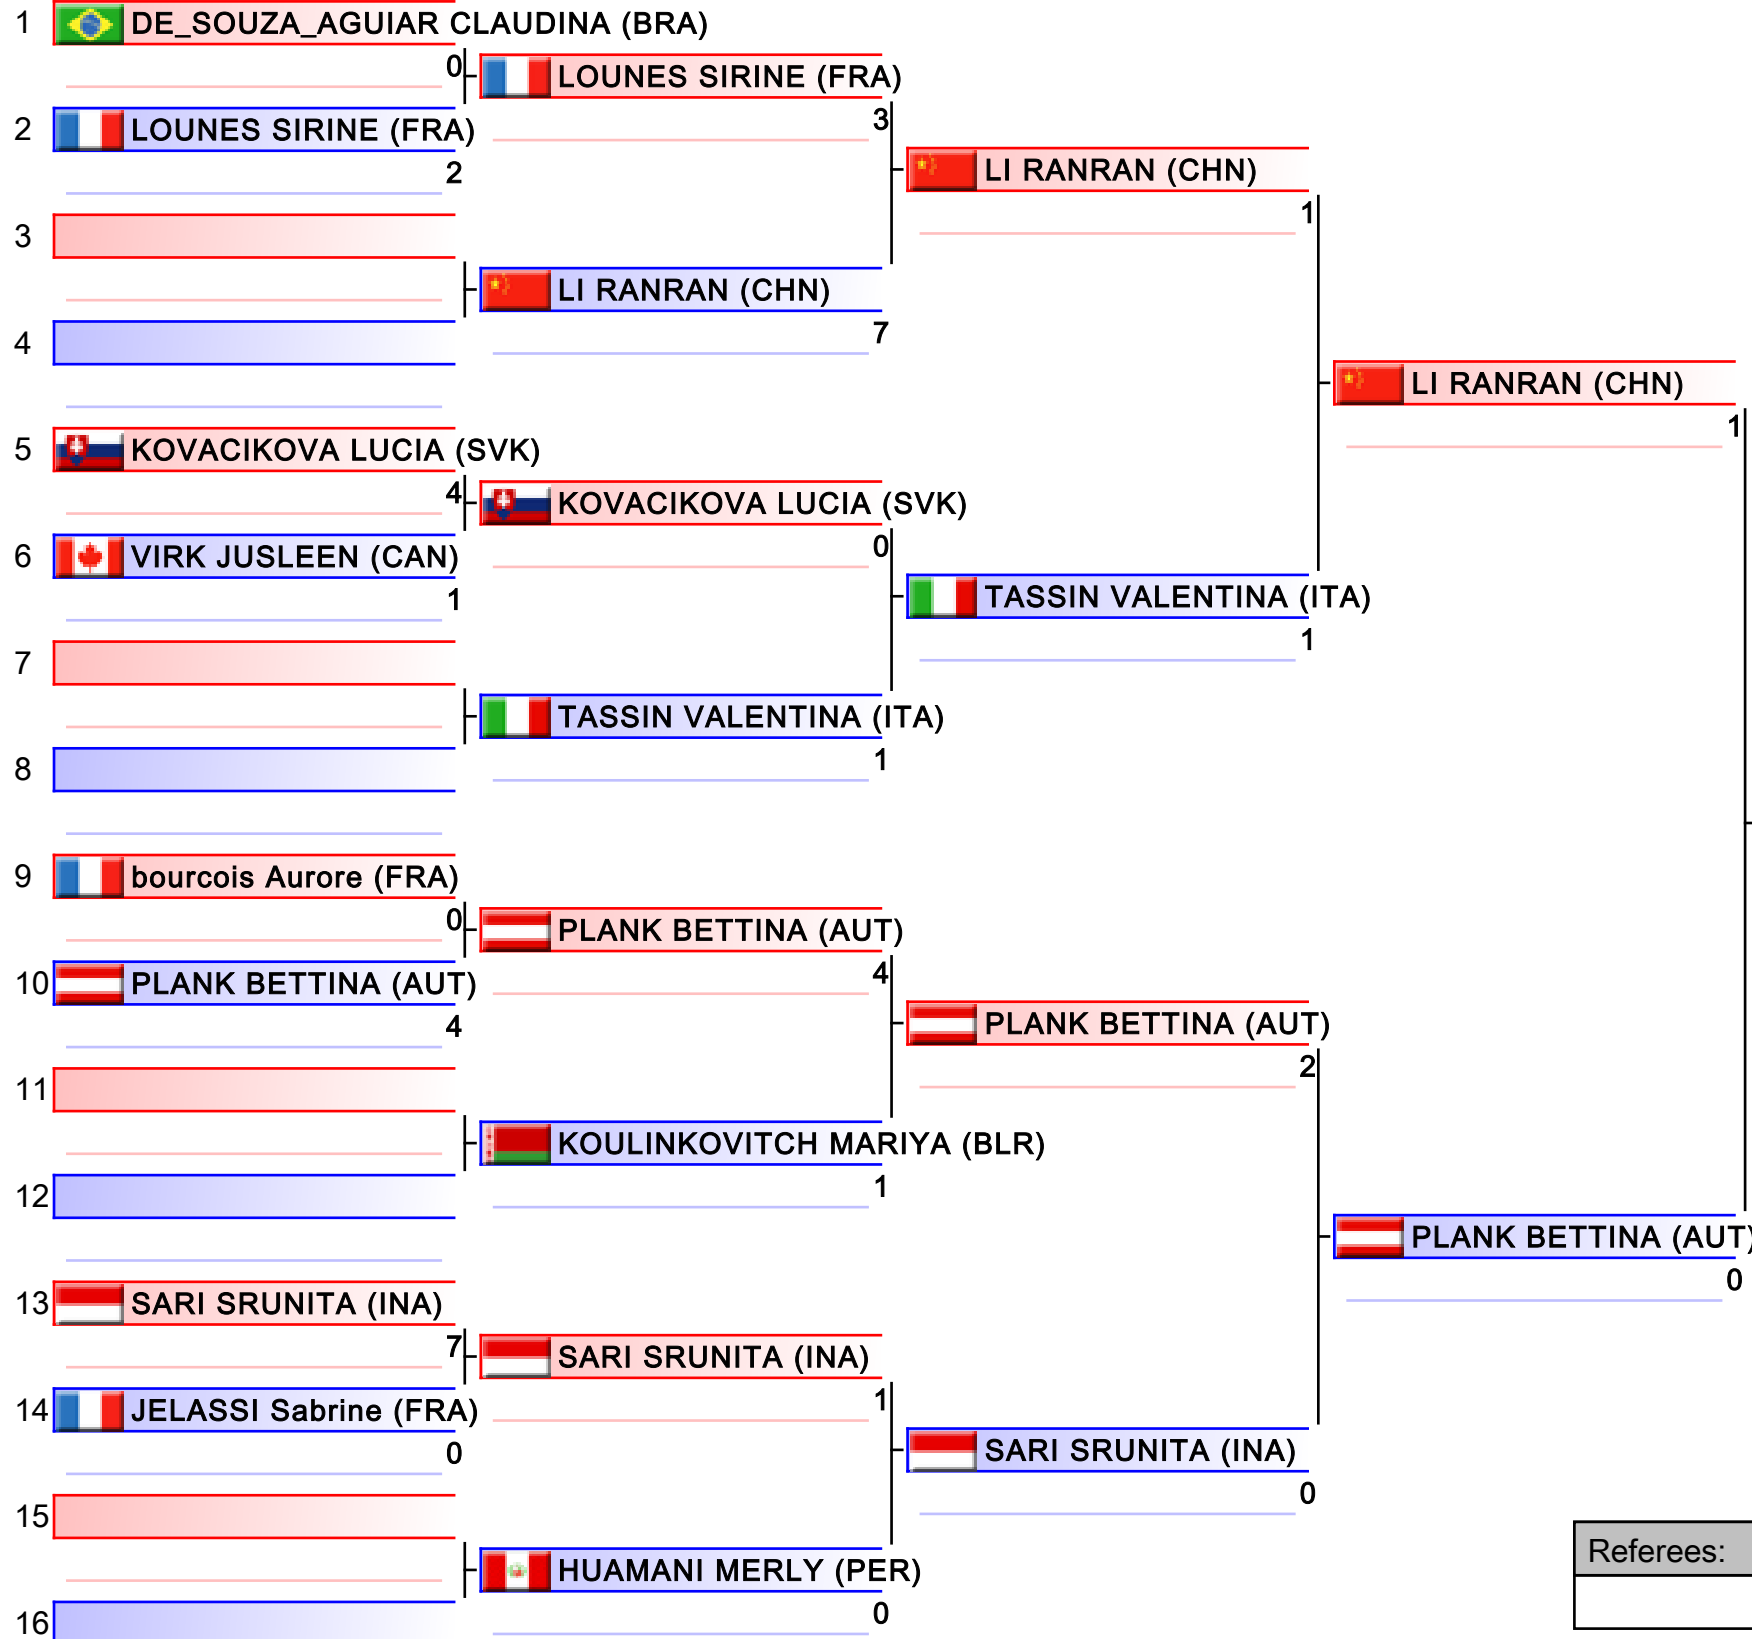 1 DE_SOUZA_AGUIAR CLAUDINA (BRA)
0 LOUNES SIRINE (FRA)
2 LOUNES SIRINE (FRA)
3
2
LI RANRAN (CHN)
3
1
LI RANRAN (CHN)
4
7
LI RANRAN (CHN)
1
5 KOVACIKOVA LUCIA (SVK)
4 KOVACIKOVA LUCIA (SVK)
6 VIRK JUSLEEN (CAN)
0
1
TASSIN VALENTINA (ITA)
1
7
TASSIN VALENTINA (ITA)
8
1
9 bourcois Aurore (FRA)
0 PLANK BETTINA (AUT)
10 PLANK BETTINA (AUT)
4
4
PLANK BETTINA (AUT)
2
11
KOULINKOVITCH MARIYA (BLR)
12
1
PLANK BETTINA (AUT)
0
13 SARI SRUNITA (INA)
7 SARI SRUNITA (INA)
14 JELASSI Sabrine (FRA)
1
0
SARI SRUNITA (INA)
0
15
Referees:
HUAMANI MERLY (PER)
16
0